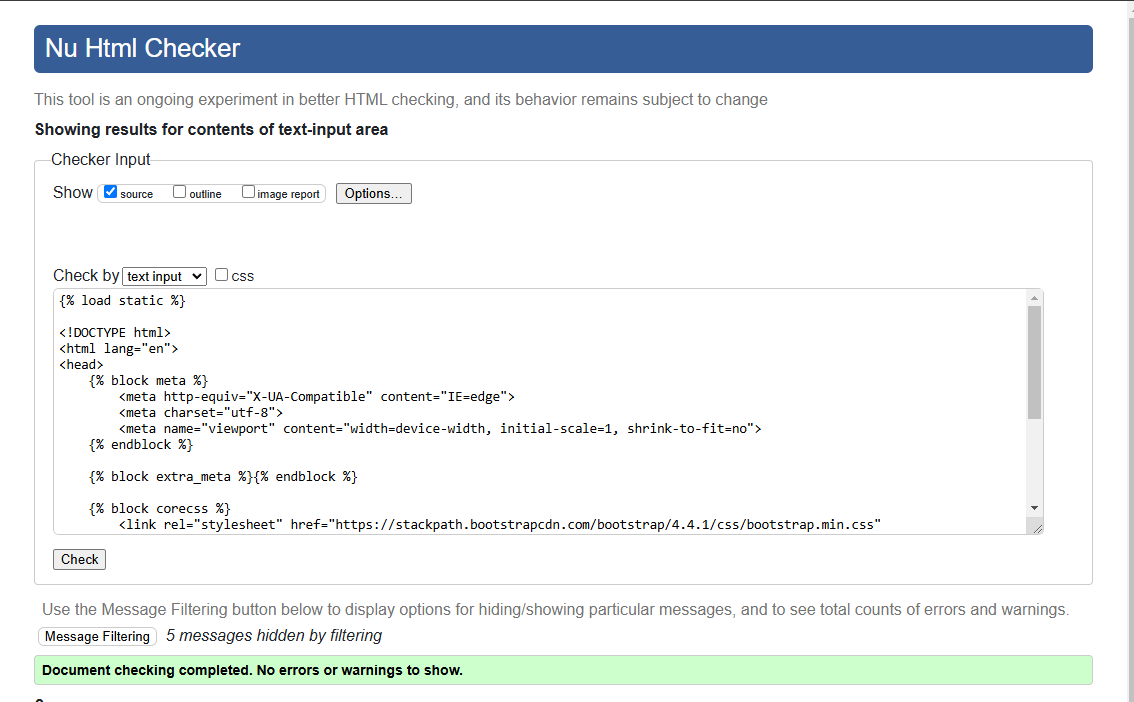 Nu Html Checker
This tool is an ongoing experiment in better HTML checking, and its behavior remains subject to change
Showing results for contents of text-input area
Checker Input
Show source outline image report Options...
Check by text input css
{% load static %}
<!DOCTYPE html>
<html lang="en">
<head>
{% block meta %}
<meta http-equiv="X-UA-Compatible" content="IE=edge">
<meta charset="utf-8">
<meta name="viewport" content="width=device-width, initial-scale=1, shrink-to-fit=no">
{% endblock %}
{% block extra_meta %}{% endblock %}
{% block corecss %}
<link rel="stylesheet" href="https://stackpath.bootstrapcdn.com/bootstrap/4.4.1/css/bootstrap.min.css"
Check
Use the Message Filtering button below to display options for hiding/showing particular messages, and to see total counts of errors and warnings.
Message Filtering 5 messages hidden by filtering
Document checking completed. No errors or warnings to show.